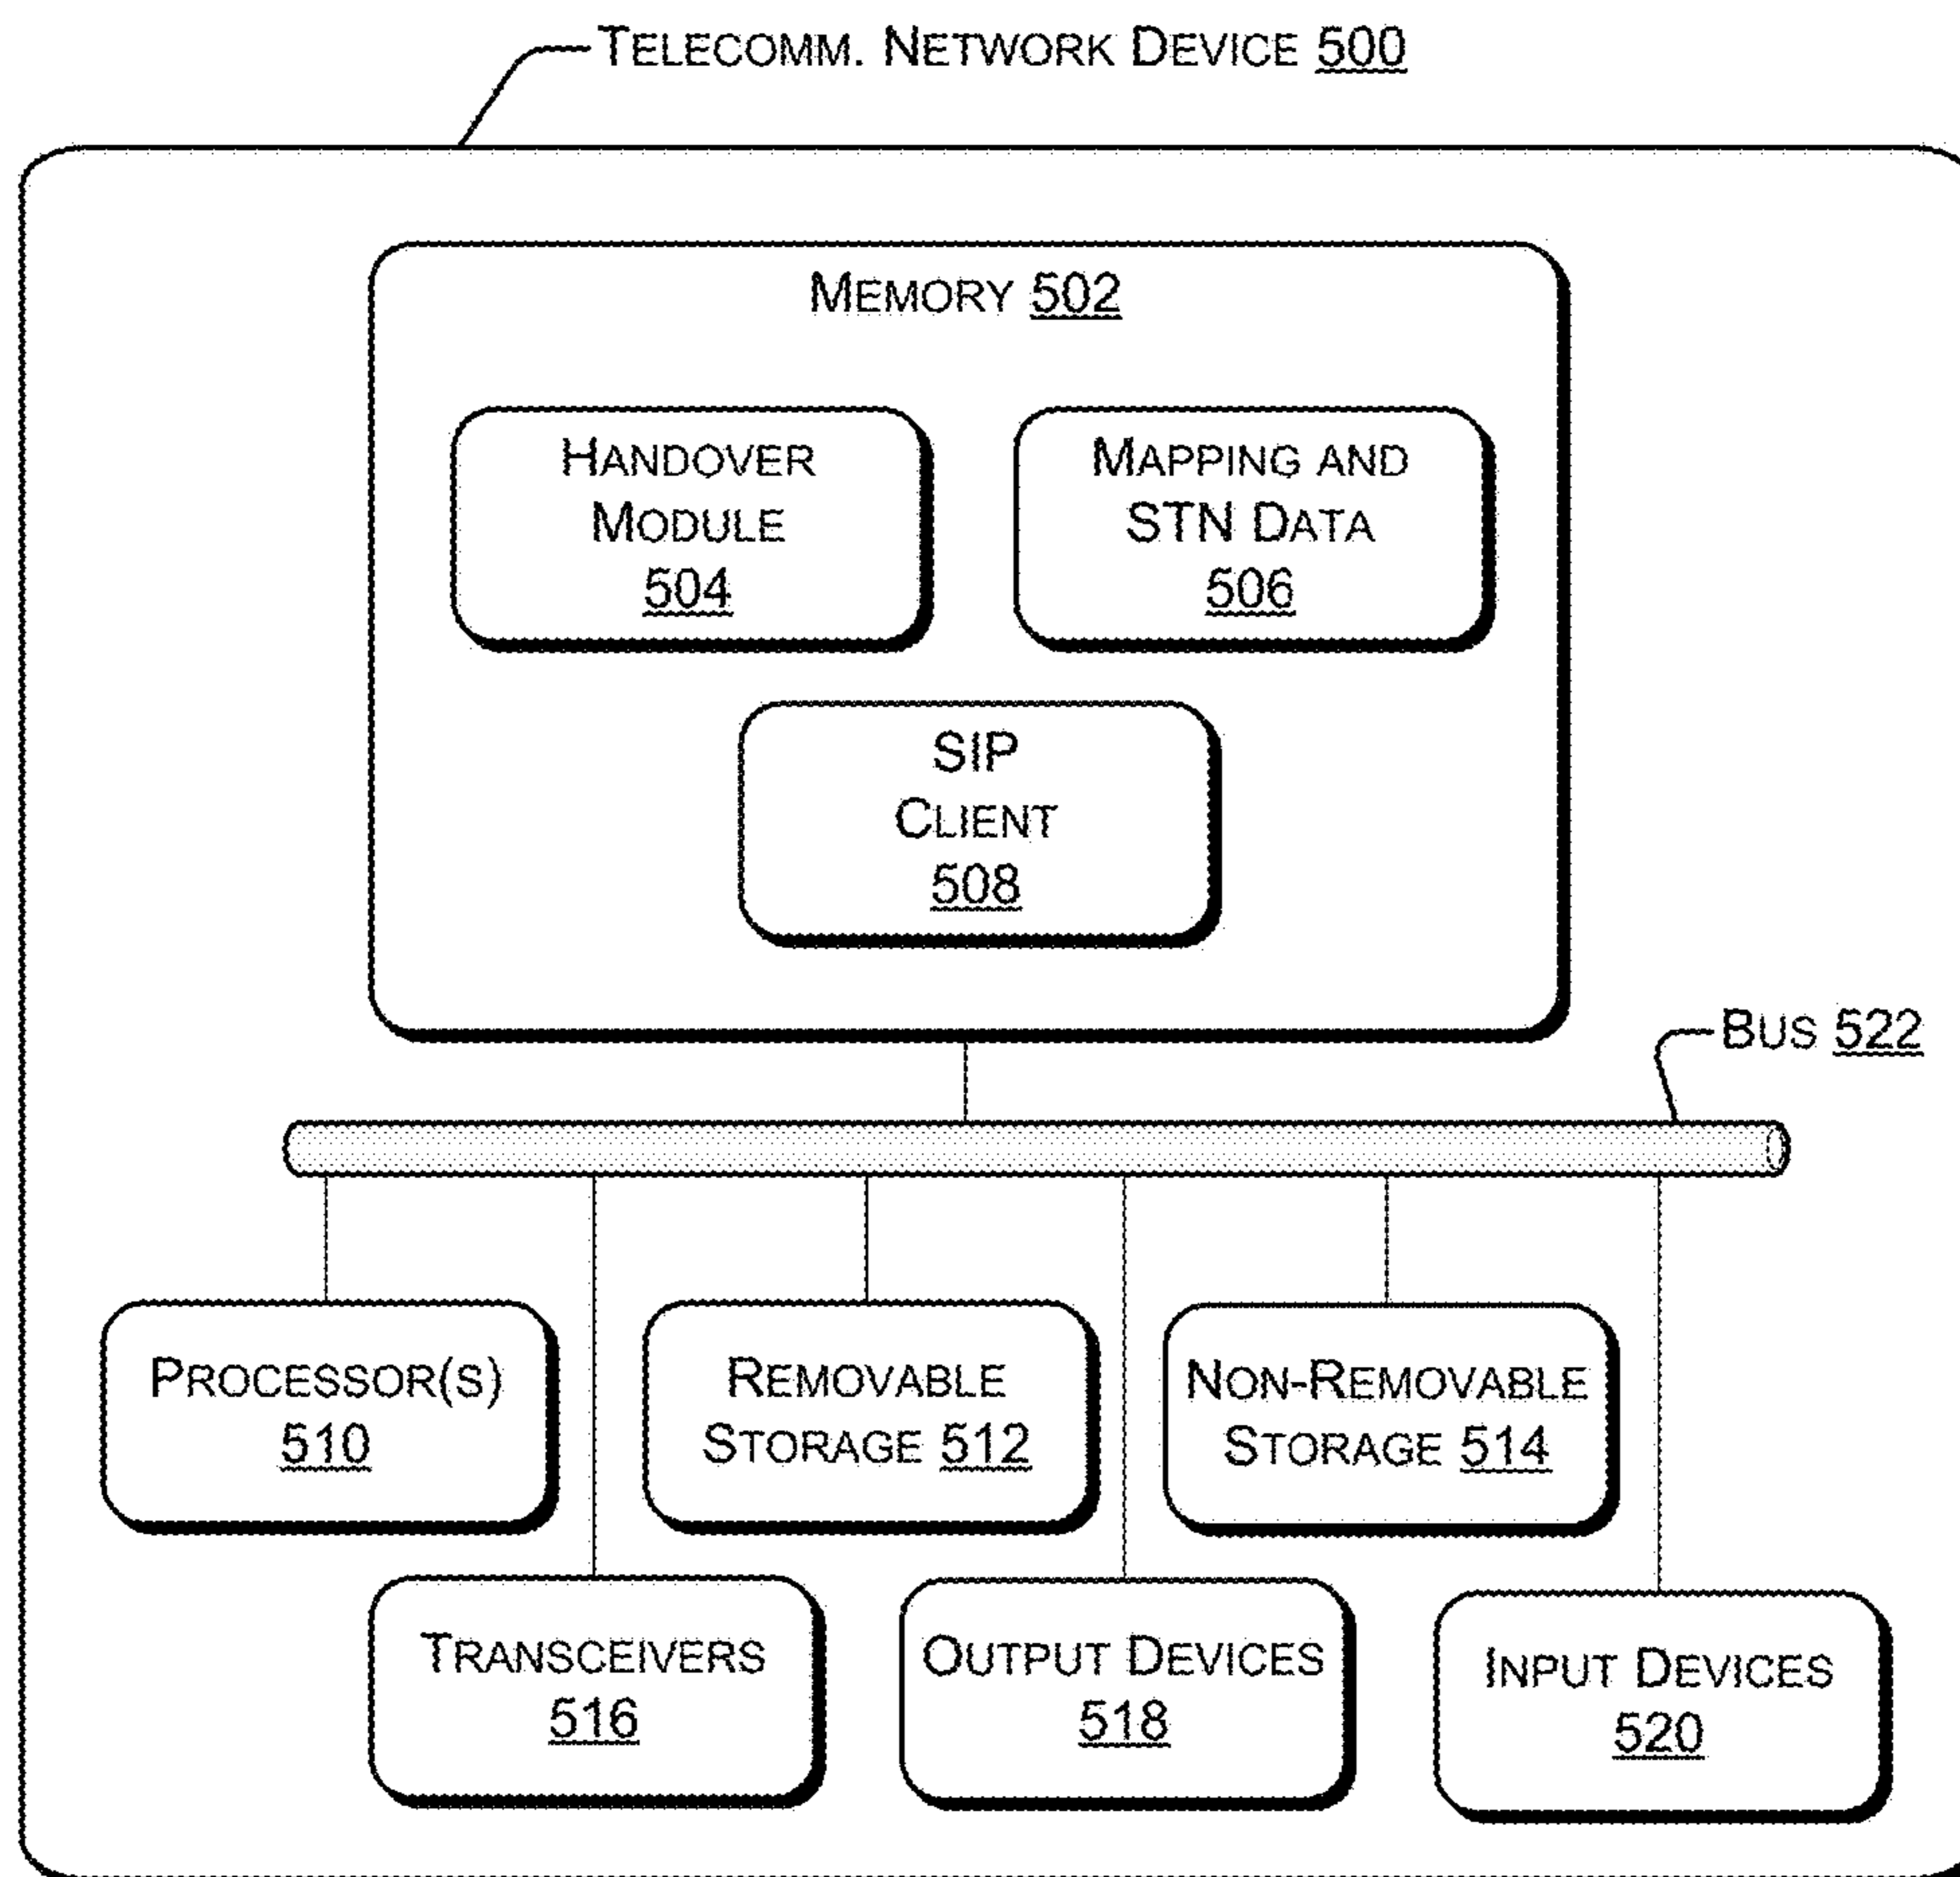 TELECOMM. NETWORK DEVICE 500
MEMORY 502
HANDOVER
MODULE
504
MAPPING AND
STN DATA
506
SIP
CLIENT
508
BUS 522
PROCESSOR(S)
510
REMOVABLE
STORAGE 512
NON-REMOVABLE
STORAGE 514
TRANSCEIVERS
516
OUTPUT DEVICES
518
INPUT DEVICES
520